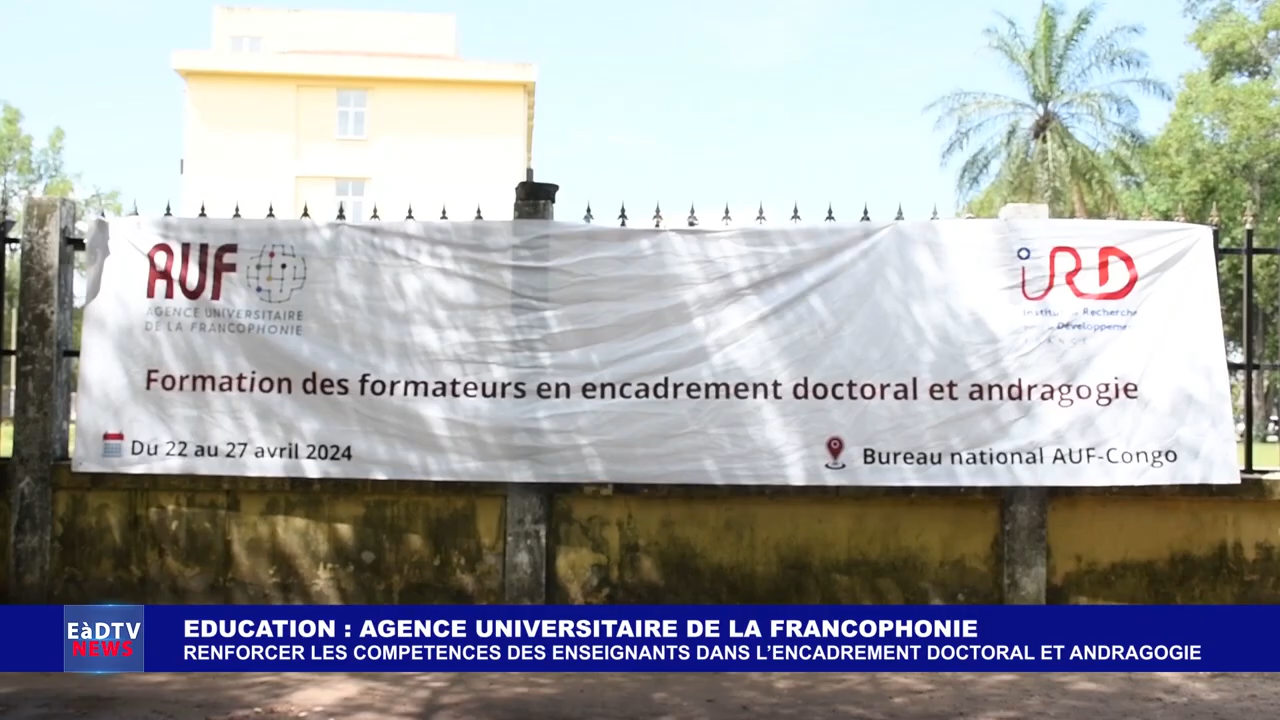 AUF
AGENCE UNIVERSITAIRE
DE LA FRANCOPHONIE
IRD
Recherche
Développeme
Formation des formateurs en encadrement doctoral et andragogie
Du 22 au 27 avril 2024
Bureau national AUF-Congo
EàDTV
NEWS
EDUCATION : AGENCE UNIVERSITAIRE DE LA FRANCOPHONIE
RENFORCER LES COMPETENCES DES ENSEIGNANTS DANS L'ENCADREMENT DOCTORAL ET ANDRAGOGIE